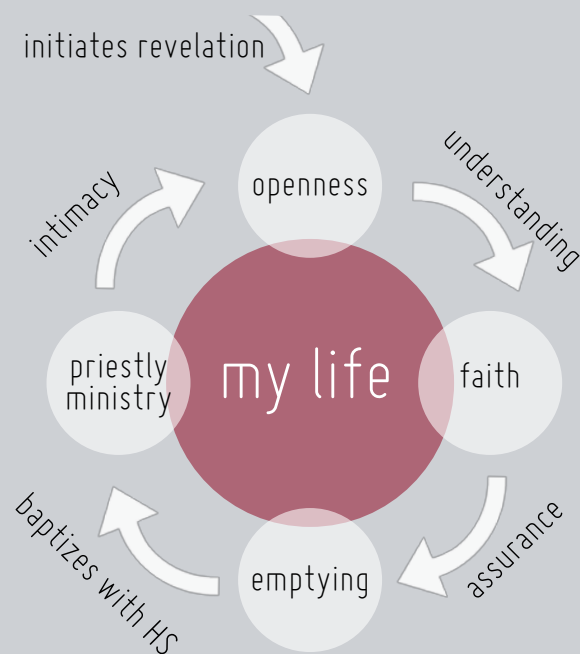 initiates revelation
openness
understanding
faith
assurance
emptying
baptizes with HS
priestly
ministry
intimacy
my life